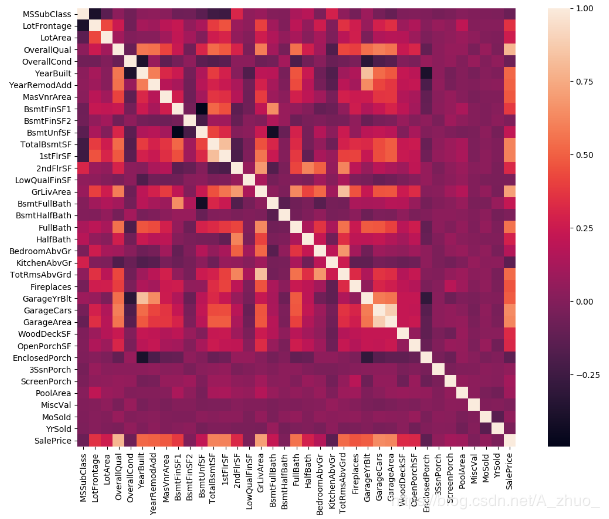 MSSubClass
LotFrontage
LotArea
OverallQual
OverallCond
YearBuilt
YearRemodAdd
MasVnrArea
BsmtFinSF1
BsmtFinSF2
BsmtUnfSF
TotalBsmtSF
1stFlrSF
2ndFlrSF
LowQualFinSF
GrLivArea
BsmtFullBath
BsmtHalfBath
FullBath
HalfBath
BedroomAbvGr
KitchenAbvGr
TotRmsAbvGrd
Fireplaces
GarageYrBlt
GarageCars
GarageArea
WoodDeckSF
OpenPorchSF
EnclosedPorch
3SsnPorch
ScreenPorch
PoolArea
MiscVal
MoSold
YrSold
SalePrice
MSSubClass
LotFrontage
LotArea
OverallQual
OverallCond
YearBuilt
YearRemodAdd
MasVnrArea
BsmtFinSF1
BsmtFinSF2
BsmtUnfSF
TotalBsmtSF
1stFlrSF
2ndFlrSF
LowQualFinSF
GrLivArea
BsmtFullBath
BsmtHalfBath
FullBath
HalfBath
BedroomAbvGr
KitchenAbvGr
TotRmsAbvGrd
Fireplaces
GarageYrBlt
GarageCars
GarageArea
WoodDeckSF
OpenPorchSF
EnclosedPorch
3SsnPorch
ScreenPorch
PoolArea
MiscVal
MoSold
YrSold
SalePrice
1.00
0.75
0.50
0.25
0.00
−0.25
csdn.net/A_zhuo